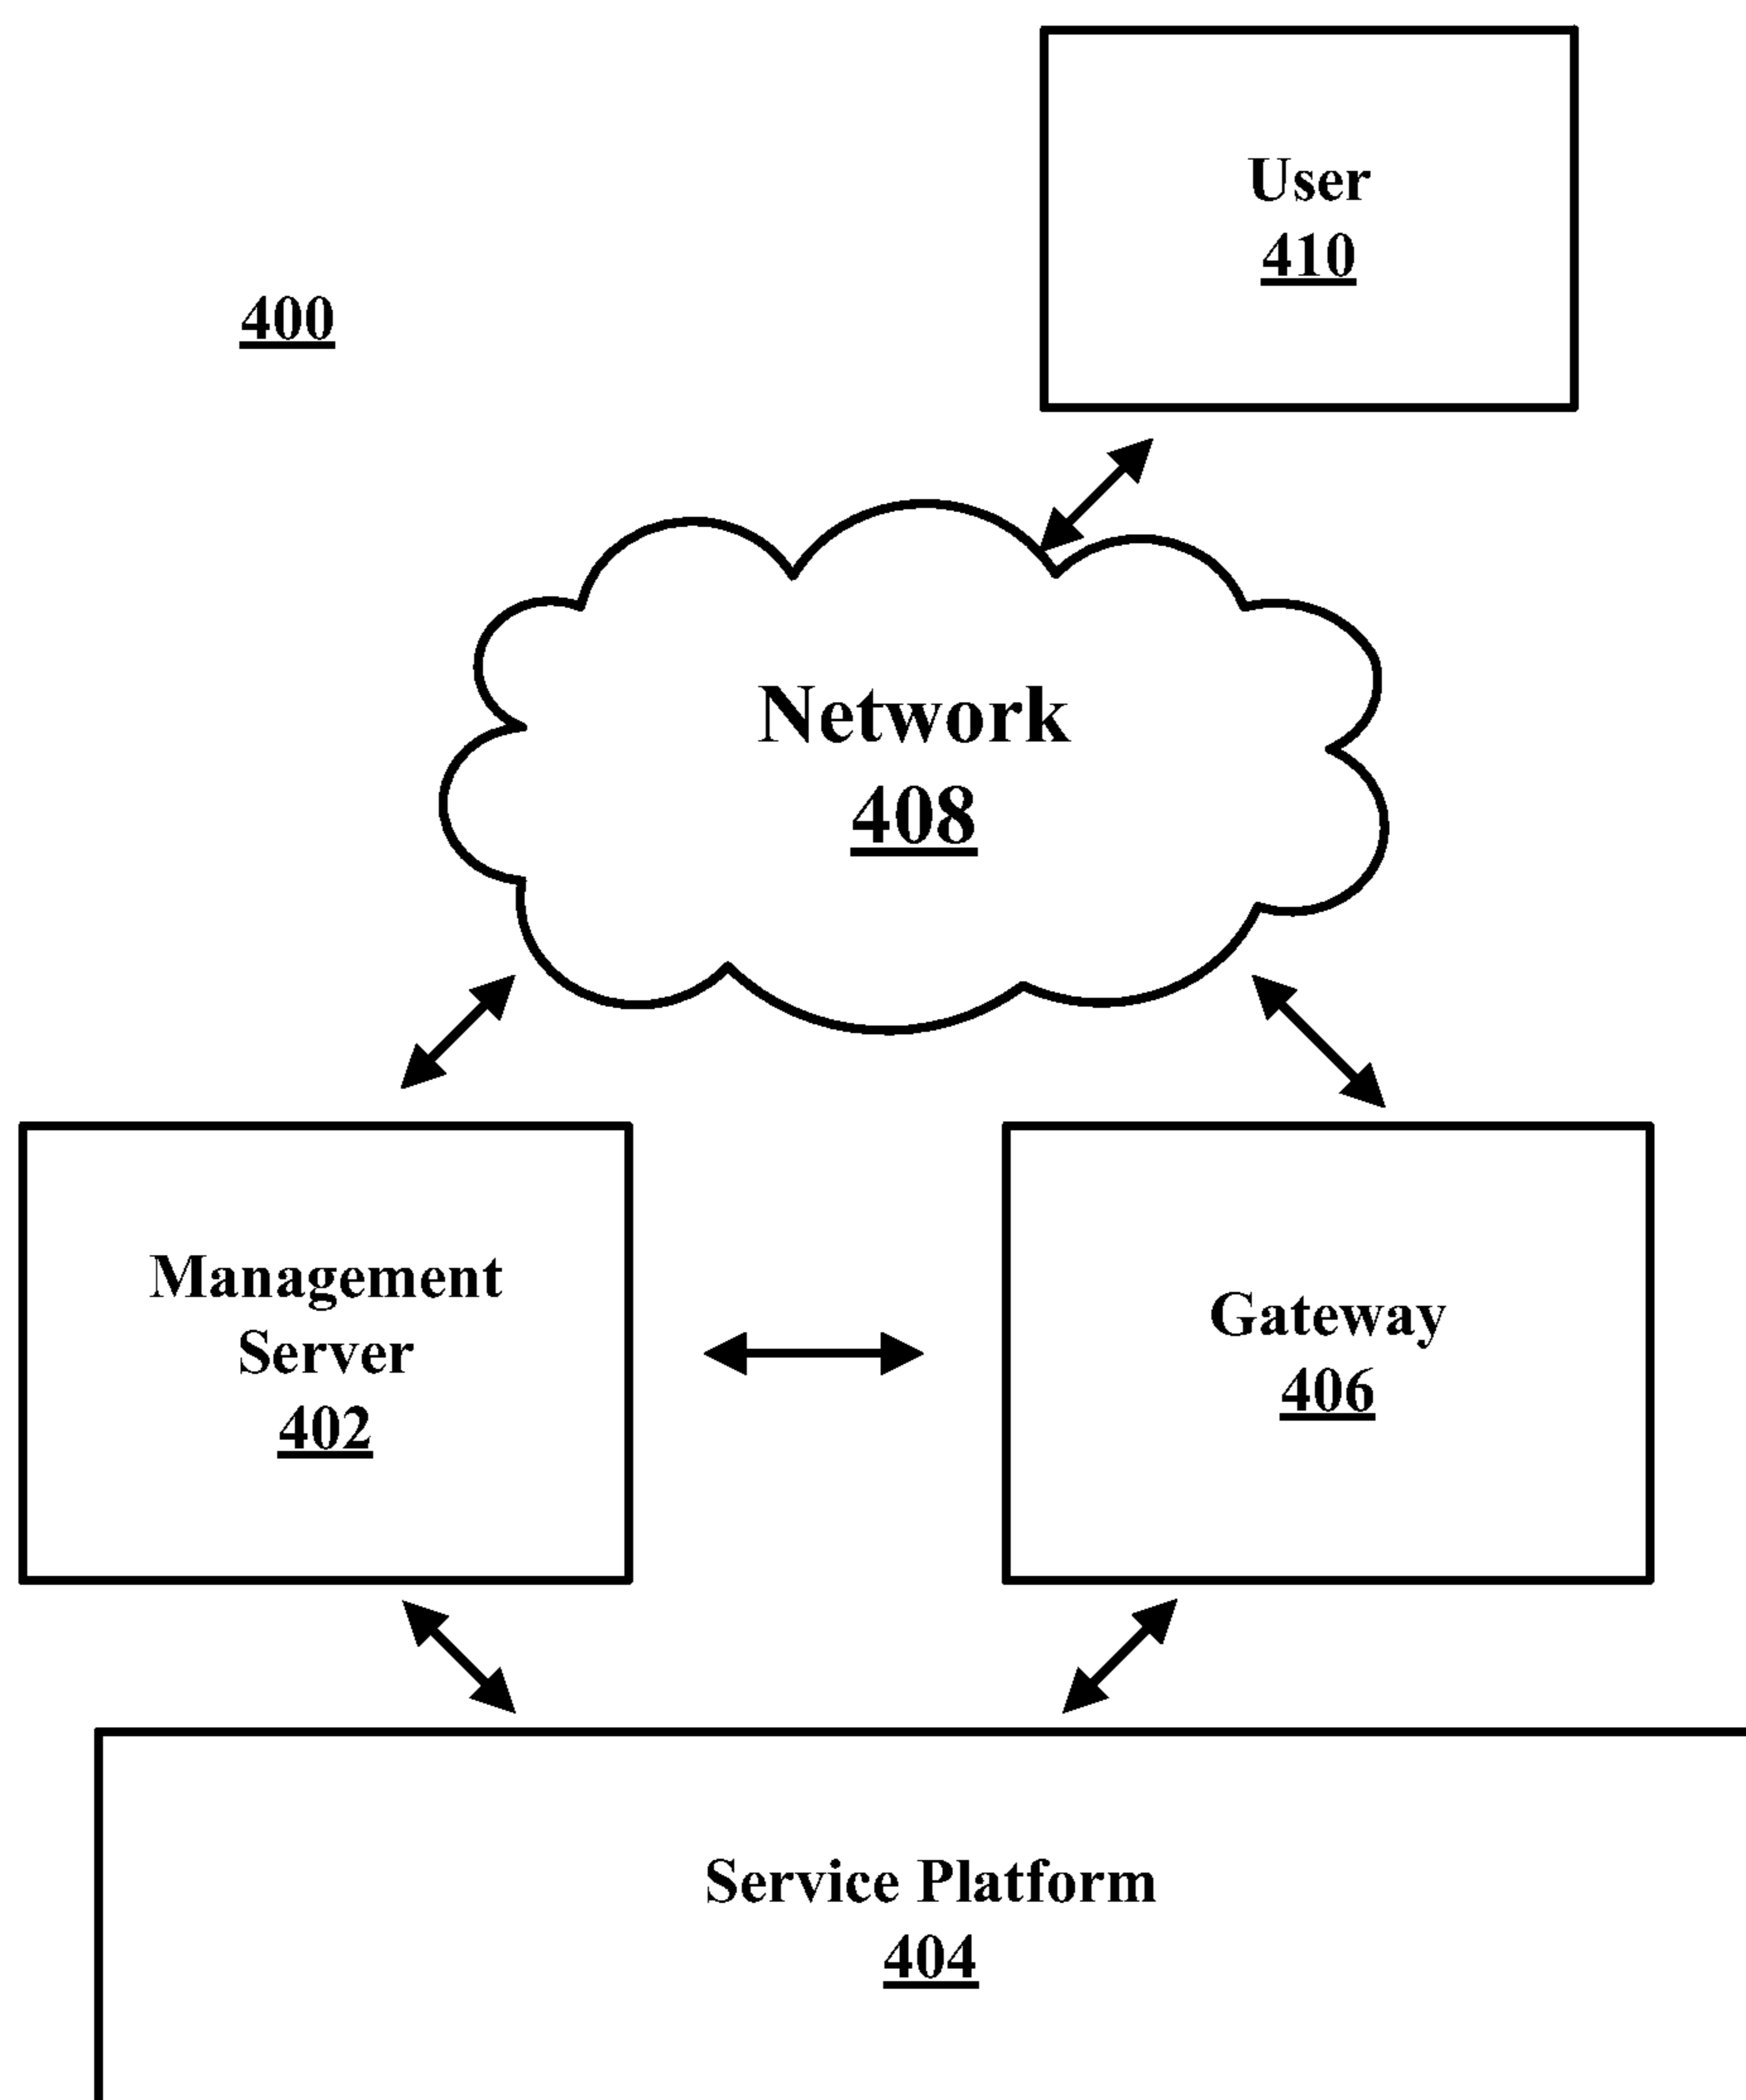 User
410
400
Network
408
Management
Server
402
Gateway
406
Service Platform
404